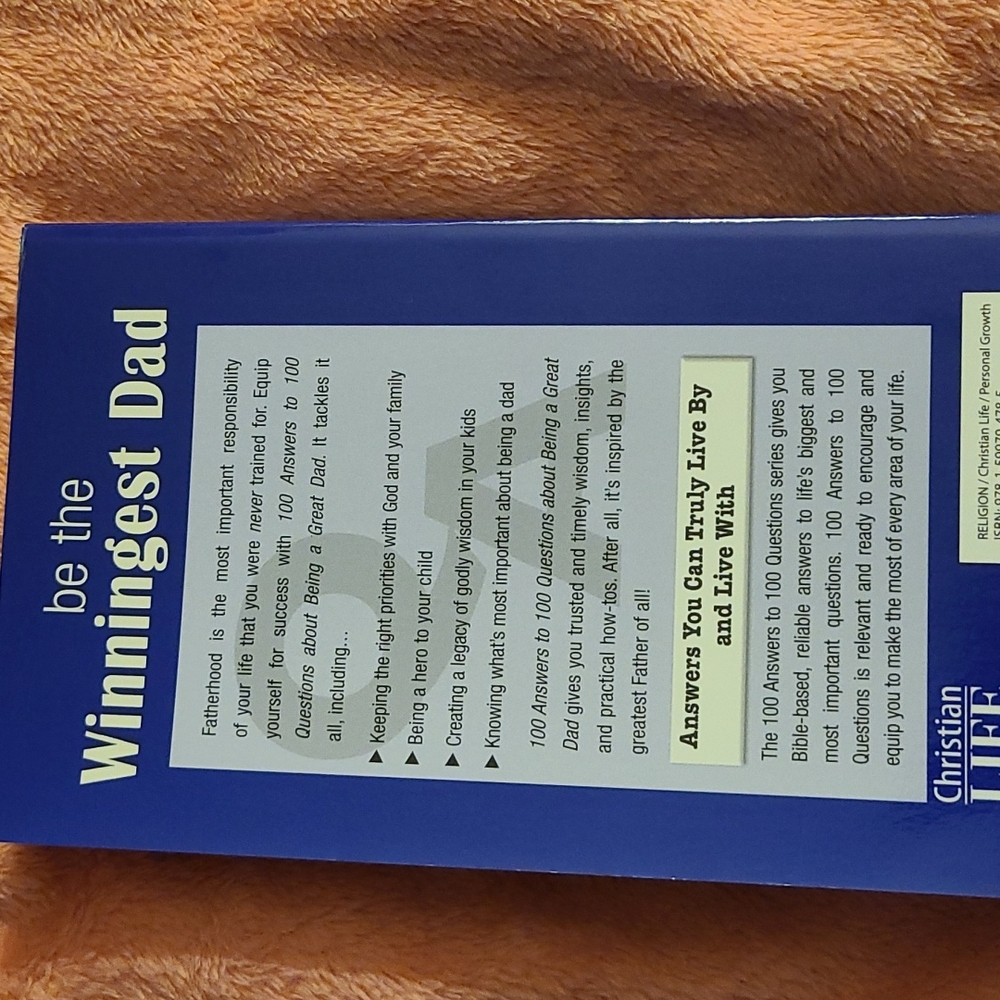 be the
Winningest Dad
Fatherhood is the most important responsibility
of your life that you were never trained for. Equip
yourself for success with 100 Answers to 100
Questions about Being a Great Dad. It tackles it
all, including...
▶ Keeping the right priorities with God and your family
▶ Being a hero to your child
▶ Creating a legacy of godly wisdom in your kids
▶ Knowing what's most important about being a dad
100 Answers to 100 Questions about Being a Great
Dad gives you trusted and timely wisdom, insights,
and practical how-tos. After all, it's inspired by the
greatest Father of all!
Answers You Can Truly Live By
and Live With
The 100 Answers to 100 Questions series gives you
Bible-based, reliable answers to life's biggest and
most important questions. 100 Answers to 100
Questions is relevant and ready to encourage and
equip you to make the most of every area of your life.
Christian
LIFE
RELIGION / Christian Life / Personal Growth